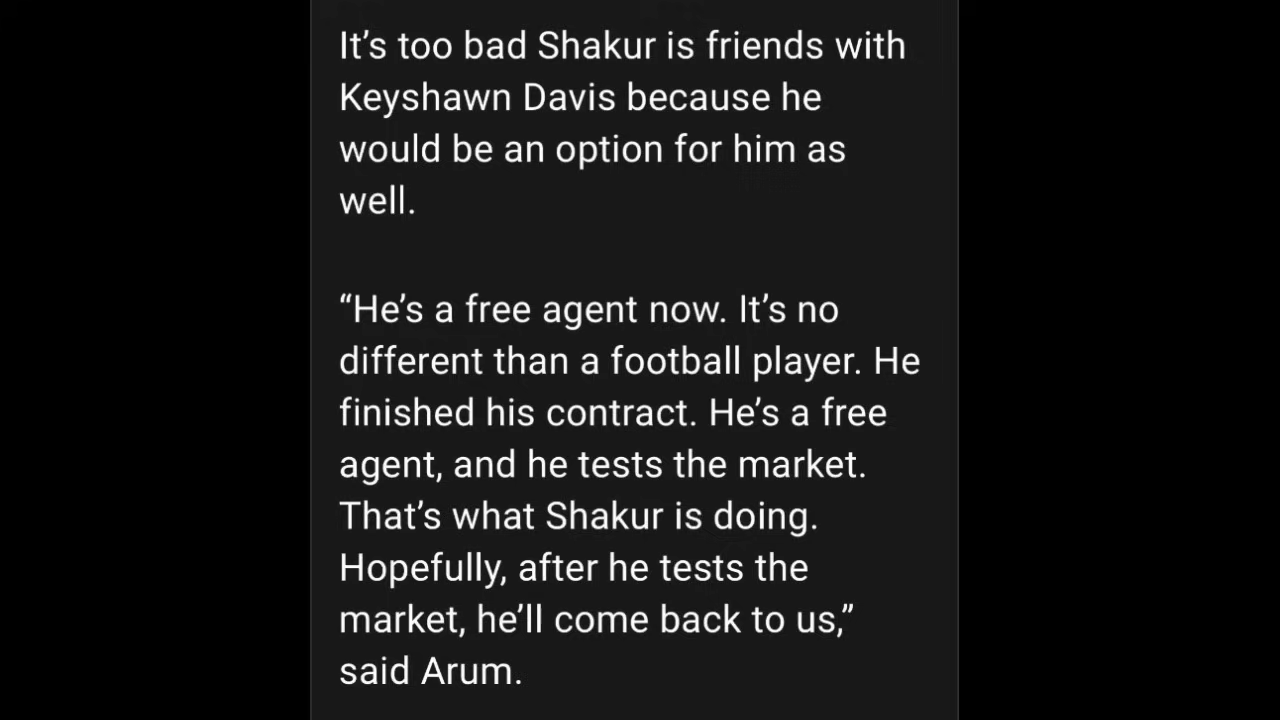 It’s too bad Shakur is friends with
Keyshawn Davis because he
would be an option for him as
well.
“He’s a free agent now. It’s no
different than a football player. He
finished his contract. He’s a free
agent, and he tests the market.
That’s what Shakur is doing.
Hopefully, after he tests the
market, he’ll come back to us,”
said Arum.